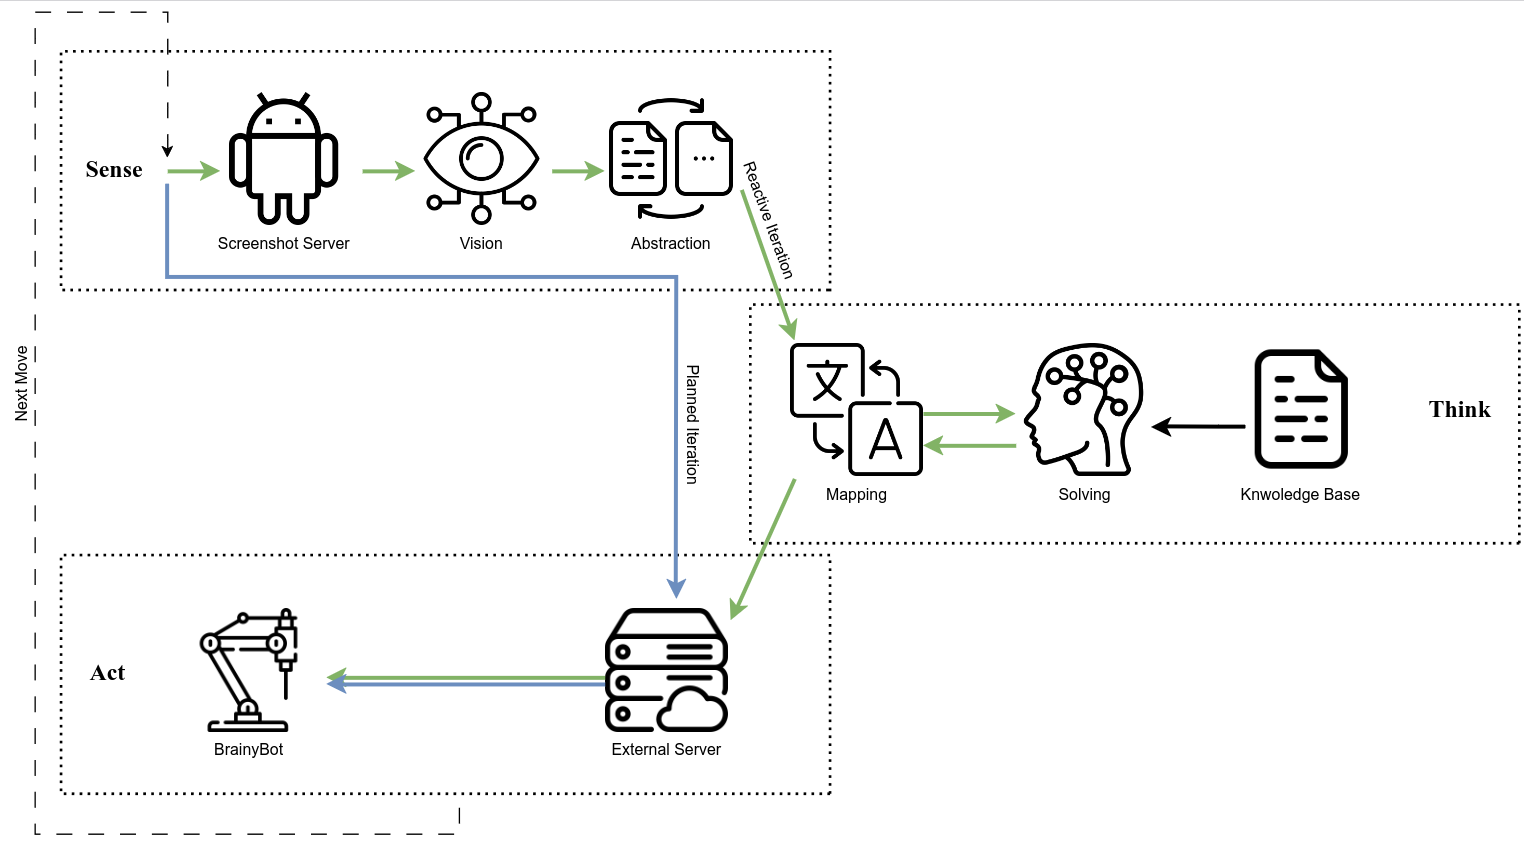 Sense
Screenshot Server
Vision
Abstraction
Reactive Iteration
Next Move
Planned Iteration
文
A
Mapping
Solving
Knwoledge Base
Think
Act
BrainyBot
External Server